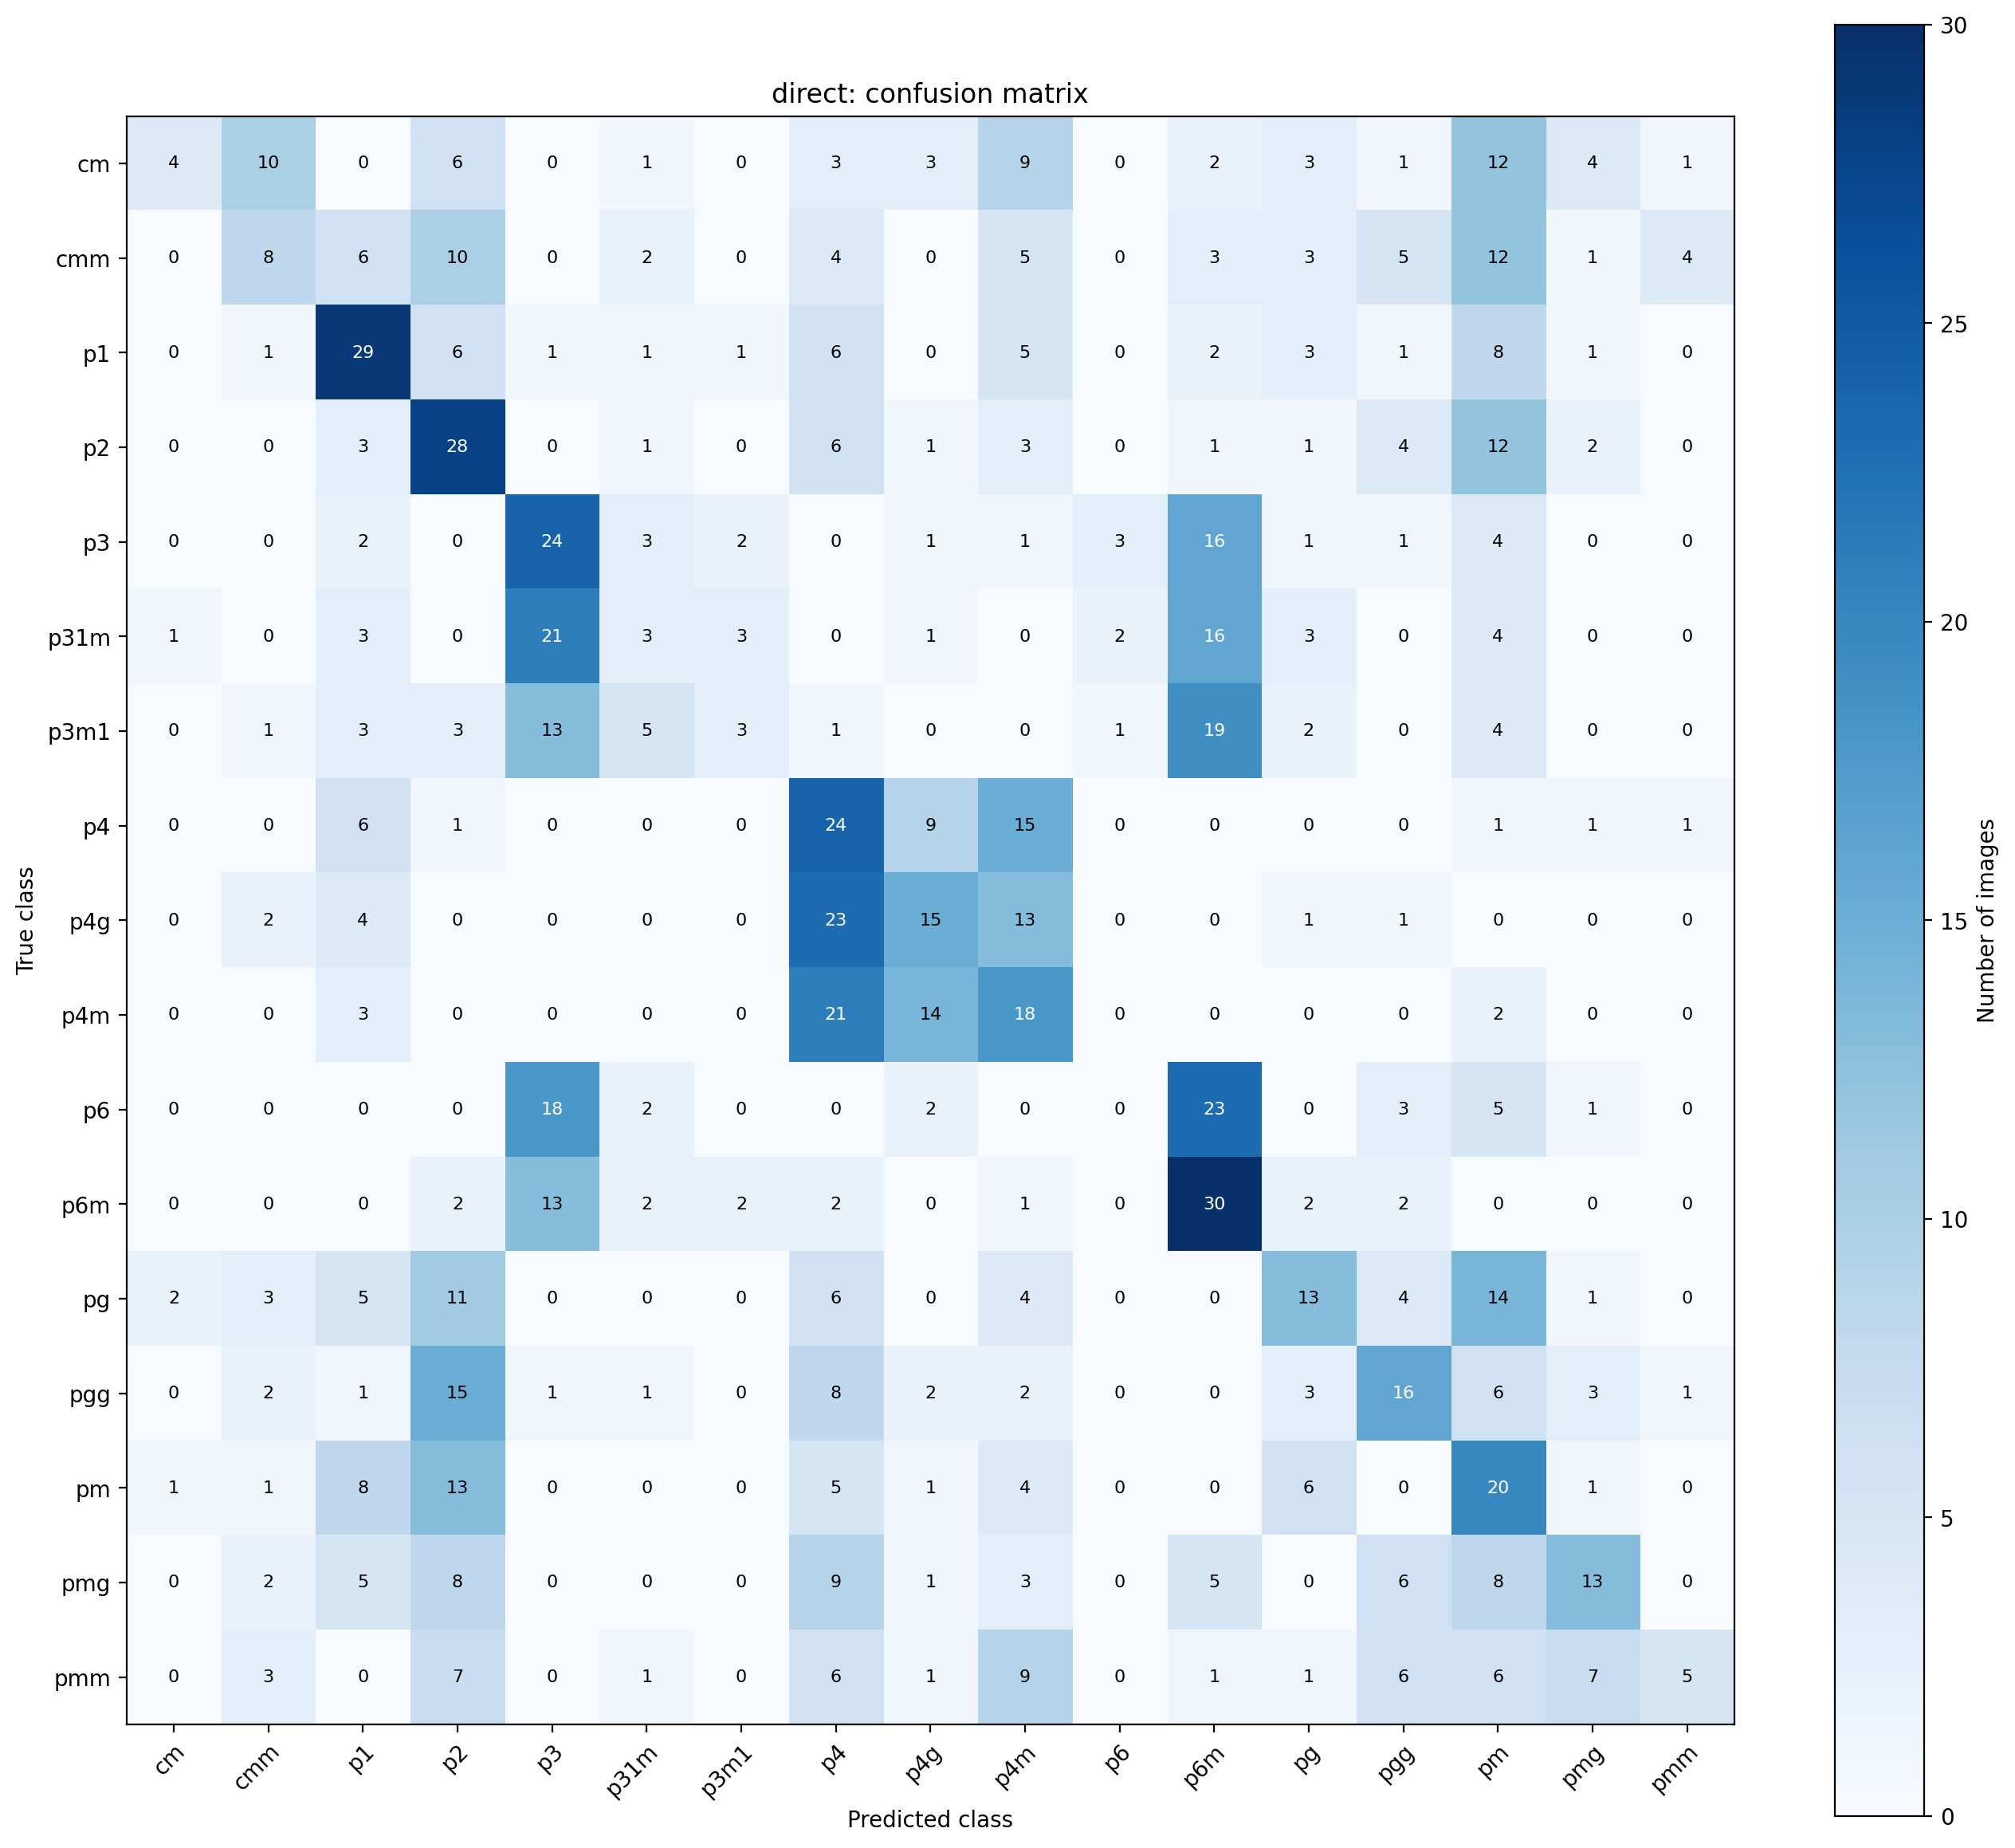 direct: confusion matrix
cm 4 10 0 6 0 1 0 3 3 9 0 2 3 1 12 4 1
cmm 0 8 6 10 0 2 0 4 0 5 0 3 3 5 12 1 4
p1 0 1 29 6 1 1 1 6 0 5 0 2 3 1 8 1 0
p2 0 0 3 28 0 1 0 6 1 3 0 1 1 4 12 2 0
p3 0 0 2 0 24 3 2 0 1 1 3 16 1 1 4 0 0
p31m 1 0 3 0 21 3 3 0 1 0 2 16 3 0 4 0 0
p3m1 0 1 3 3 13 5 3 1 0 0 1 19 2 0 4 0 0
p4 0 0 6 1 0 0 0 24 9 15 0 0 0 0 1 1 1
p4g 0 2 4 0 0 0 0 23 15 13 0 0 1 1 0 0 0
p4m 0 0 3 0 0 0 0 21 14 18 0 0 0 0 2 0 0
p6 0 0 0 0 18 2 0 0 2 0 0 23 0 3 5 1 0
p6m 0 0 0 2 13 2 2 2 0 1 0 30 2 2 0 0 0
pg 2 3 5 11 0 0 0 6 0 4 0 0 13 4 14 1 0
pgg 0 2 1 15 1 1 0 8 2 2 0 0 3 16 6 3 1
pm 1 1 8 13 0 0 0 5 1 4 0 0 6 0 20 1 0
pmg 0 2 5 8 0 0 0 9 1 3 0 5 0 6 8 13 0
pmm 0 3 0 7 0 1 0 6 1 9 0 1 1 6 6 7 5
cm cmm p1 p2 p3 p31m p3m1 p4 p4g p4m p6 p6m pg pgg pm pmg pmm
Predicted class
True class
30
25
20
15
10
5
0
Number of images